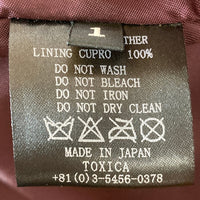 1
LINING CUPRO 100%
DO NOT WASH
DO NOT BLEACH
DO NOT IRON
DO NOT DRY CLEAN
MADE IN JAPAN
TOXICA
+81(0)3-5456-0378